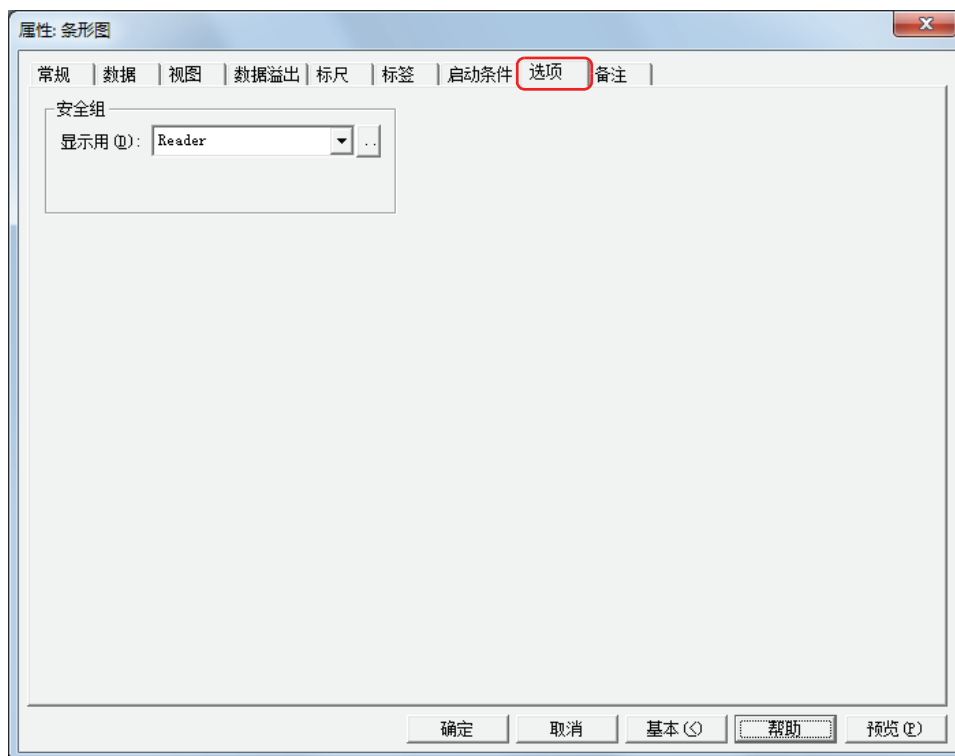 属性: 条形图
常规 数据 视图 数据溢出 标尺 标签 启动条件 选项 备注
安全组
显示用(D): Reader ..
确定 取消 基本(<) 帮助 预览(P)